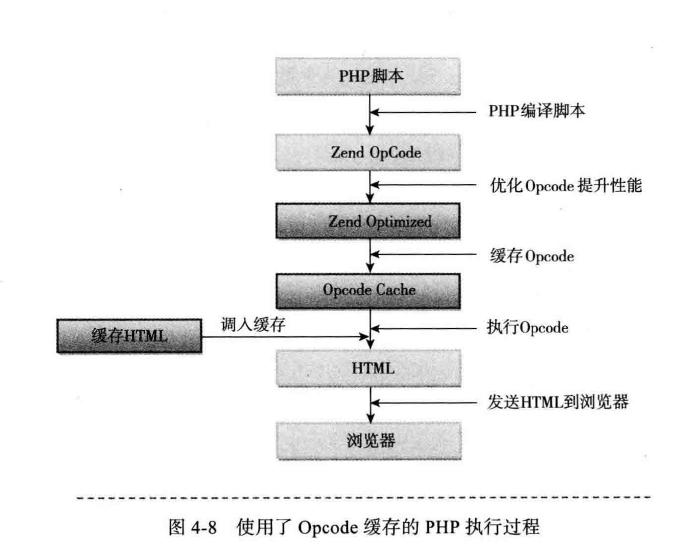 PHP脚本
PHP编译脚本
Zend OpCode
优化Opcode提升性能
Zend Optimized
缓存Opcode
Opcode Cache
缓存HTML
调入缓存
执行Opcode
HTML
发送HTML到浏览器
浏览器
图 4-8 使用了 Opcode 缓存的 PHP 执行过程